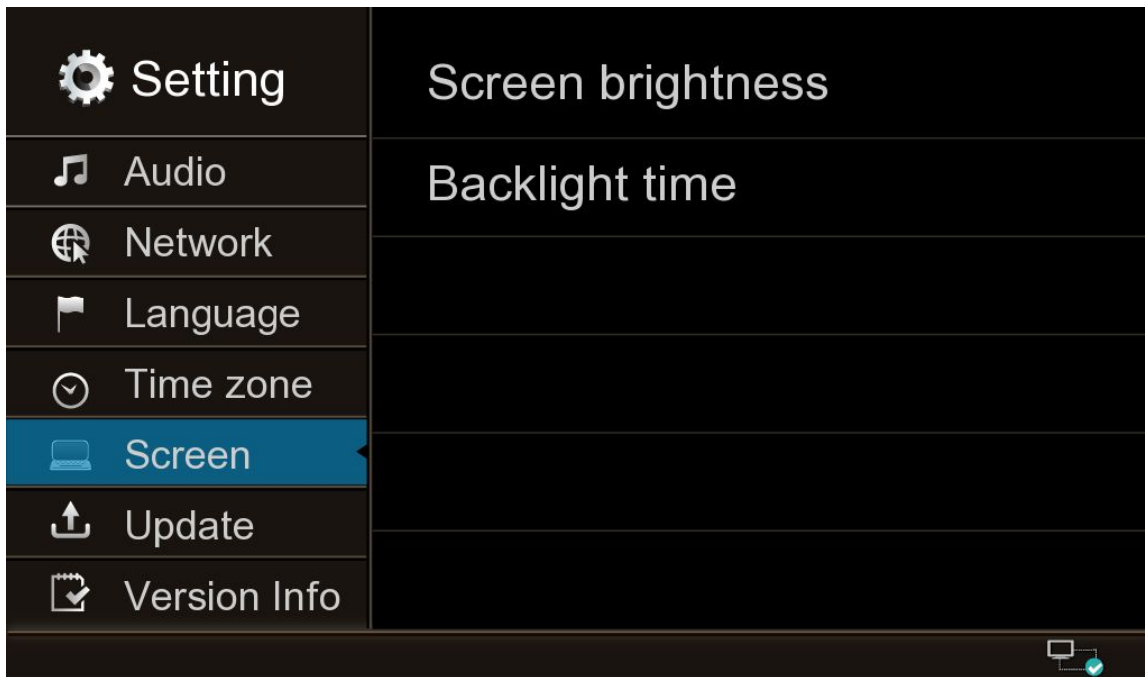 Setting
Audio
Network
Language
Time zone
Screen
Update
Version Info
Screen brightness
Backlight time